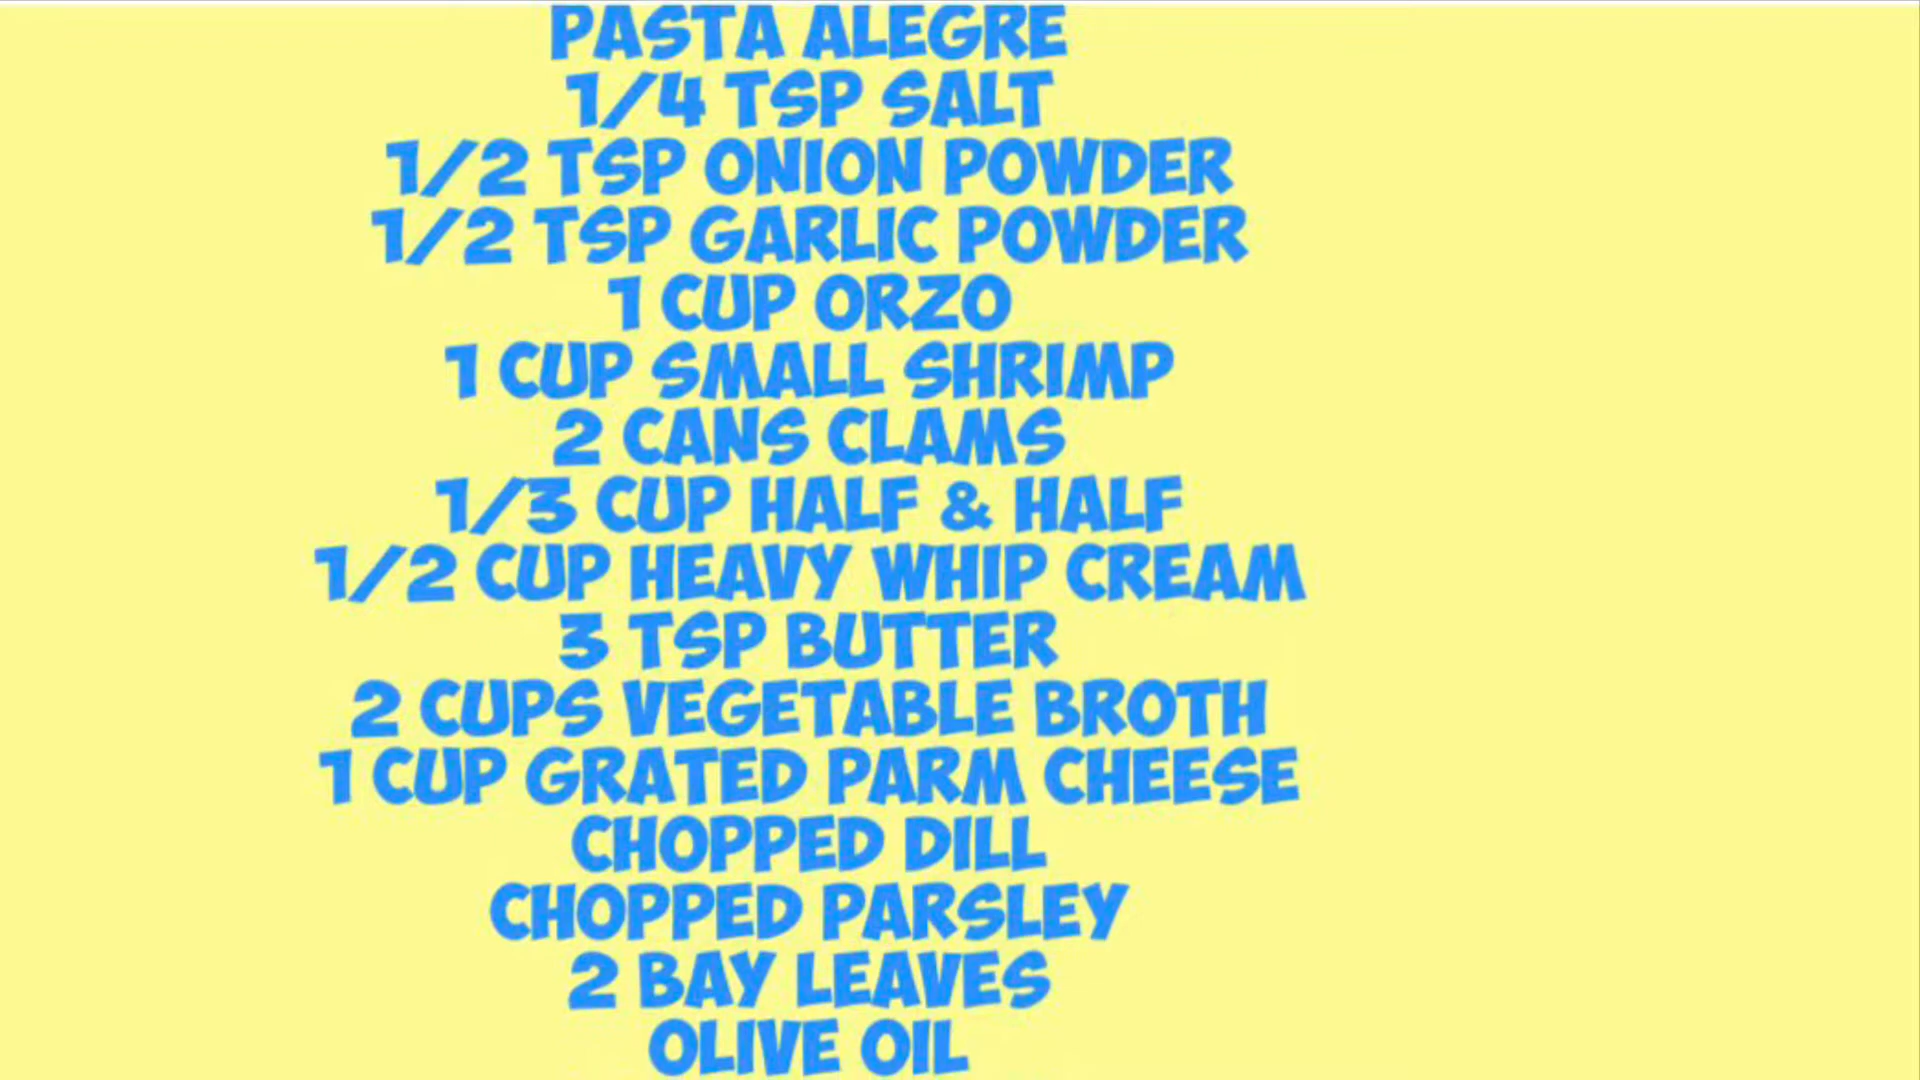 PASTA ALEGRE
1/4 TSP SALT
1/2 TSP ONION POWDER
1/2 TSP GARLIC POWDER
1 CUP ORZO
1 CUP SMALL SHRIMP
2 CANS CLAMS
1/3 CUP HALF & HALF
1/2 CUP HEAVY WHIP CREAM
3 TSP BUTTER
2 CUPS VEGETABLE BROTH
1 CUP GRATED PARM CHEESE
CHOPPED DILL
CHOPPED PARSLEY
2 BAY LEAVES
OLIVE OIL